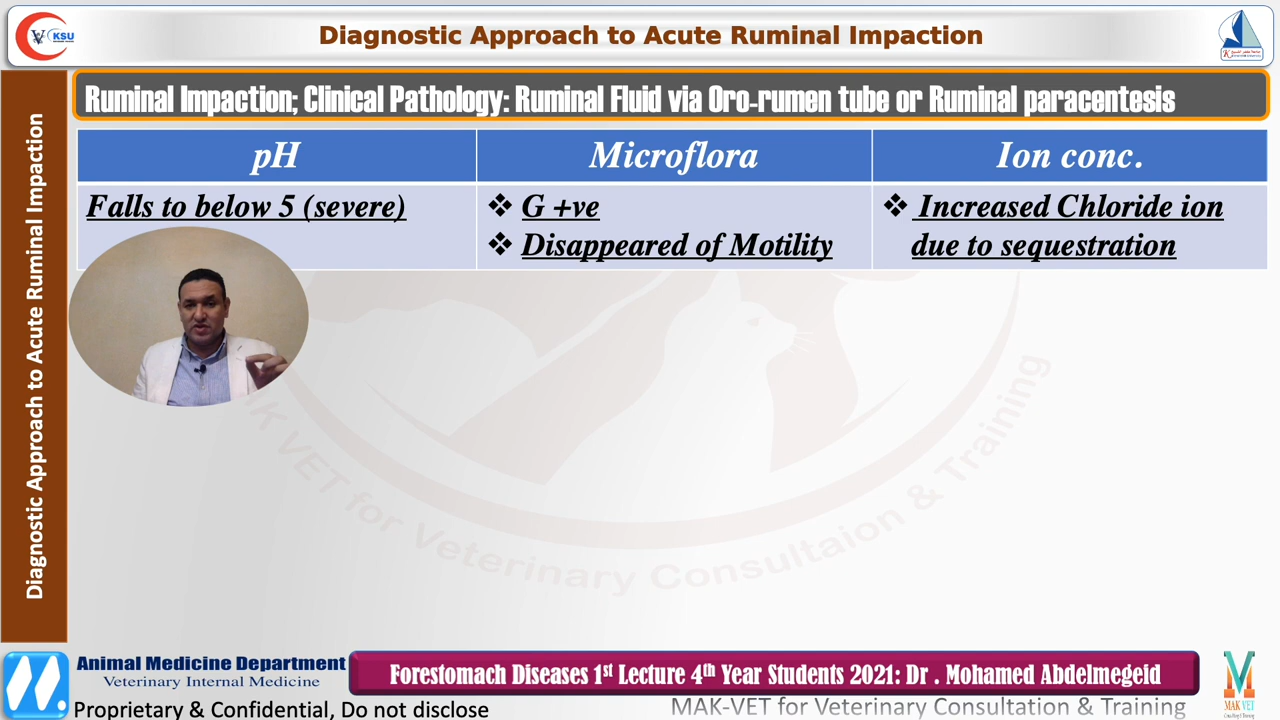 KSU
Diagnostic Approach to Acute Ruminal Impaction
Diagnostic Approach to Acute Ruminal Impaction
Ruminal Impaction; Clinical Pathology: Ruminal Fluid via Oro-rumen tube or Ruminal paracentesis
pH
Microflora
Ion conc.
Falls to below 5 (severe)
❖ G +ve
❖ Disappeared of Motility
❖ Increased Chloride ion
due to sequestration
VET for Veterinary Consultaion & Training
Animal Medicine Department
Veterinary Internal Medicine
Forestomach Diseases 1st Lecture 4th Year Students 2021: Dr . Mohamed Abdelmegeid
Proprietary & Confidential, Do not disclose
MAK-VET for Veterinary Consultation & Training
MAK VET